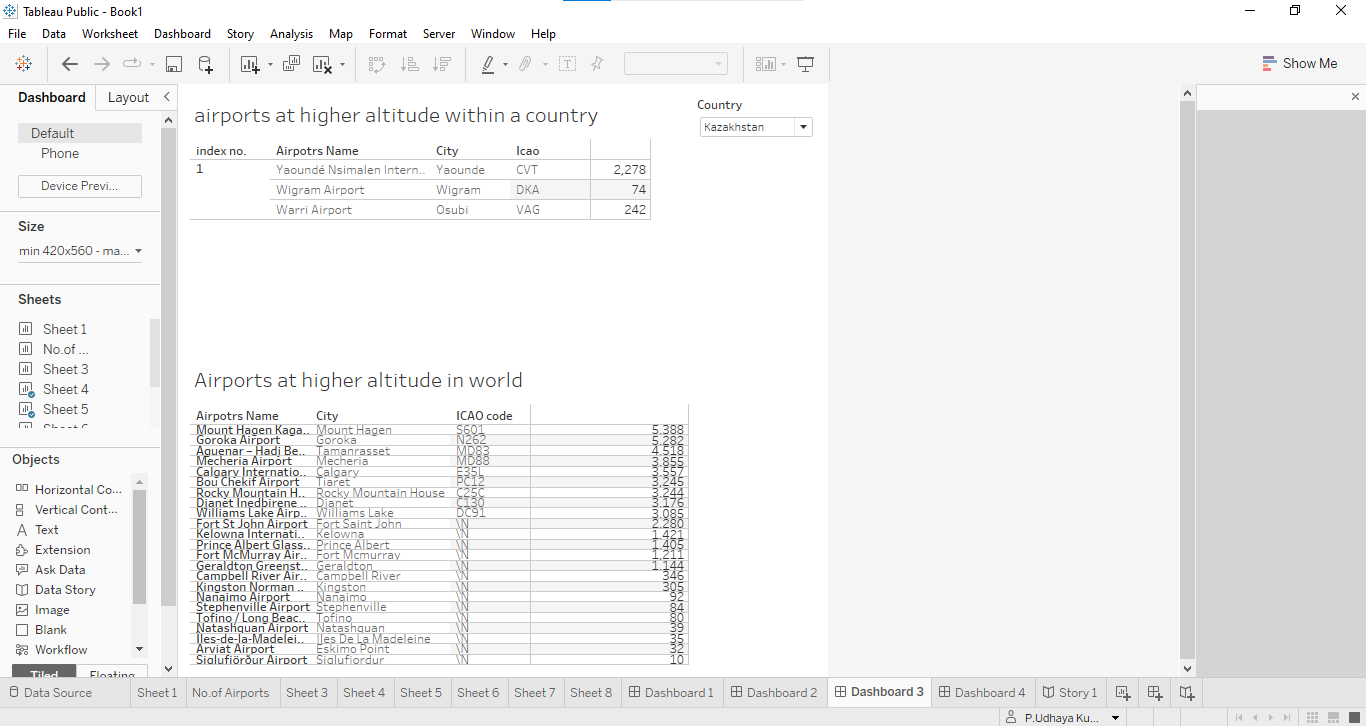 Tableau Public - Book1
File Data Worksheet Dashboard Story Analysis Map Format Server Window Help
Show Me
Dashboard Layout
Default
Phone
Device Previ...
Size
min 420x560 - ma...
Sheets
Sheet 1
No.of ...
Sheet 3
Sheet 4
Sheet 5
Objects
Horizontal Co...
Vertical Cont...
Text
Extension
Ask Data
Data Story
Image
Blank
Workflow
Tiled Floating
airports at higher altitude within a country
Country
Kazakhstan
index no. Airpotrs Name City Icao
1 Yaoundé Nsimalen Intern.. Yaounde CVT 2,278
Wigram Airport Wigram DKA 74
Warri Airport Osubi VAG 242
Airports at higher altitude in world
Airpotrs Name City ICAO code
Mount Hagen Kaga.. Mount Hagen S601 5,388
Goroka Airport Goroka N262 5,282
Aguenar – Hadj Be.. Tamanrasset MD83 4,518
Mecheria Airport Mecheria MD88 3,855
Calgary Internatio.. Calgary E35L 3,557
Bou Chekif Airport Tiaret PC12 3,245
Rocky Mountain H.. Rocky Mountain House C25C 3,244
Djanet Inedbirene .. Djanet C130 3,176
Williams Lake Airp.. Williams Lake DC91 3,085
Fort St John Airport Fort Saint John \N 2,280
Kelowna Internati.. Kelowna \N 1,421
Prince Albert Glass.. Prince Albert \N 1,405
Fort McMurray Air.. Fort Mcmurray \N 1,211
Geraldton Greenst.. Geraldton \N 1,144
Campbell River Air.. Campbell River \N 346
Kingston Norman .. Kingston \N 305
Nanaimo Airport Nanaimo \N 92
Stephenville Airport Stephenville \N 84
Tofino / Long Beac.. Tofino \N 80
Natashquan Airport Natashquan \N 39
Îles-de-la-Madelei.. Iles De La Madeleine \N 35
Arviat Airport Eskimo Point \N 32
Siglufjörður Airport Siglufjordur \N 10
Data Source Sheet 1 No.of Airports Sheet 3 Sheet 4 Sheet 5 Sheet 6 Sheet 7 Sheet 8 Dashboard 1 Dashboard 2 Dashboard 3 Dashboard 4 Story 1
P.Udhaya Ku...